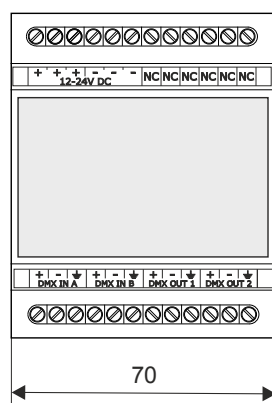 + + + - - - NC NC NC NC NC NC
12-24V DC
+ - + - + - + -
DMX IN A DMX IN B DMX OUT 1 DMX OUT 2
70